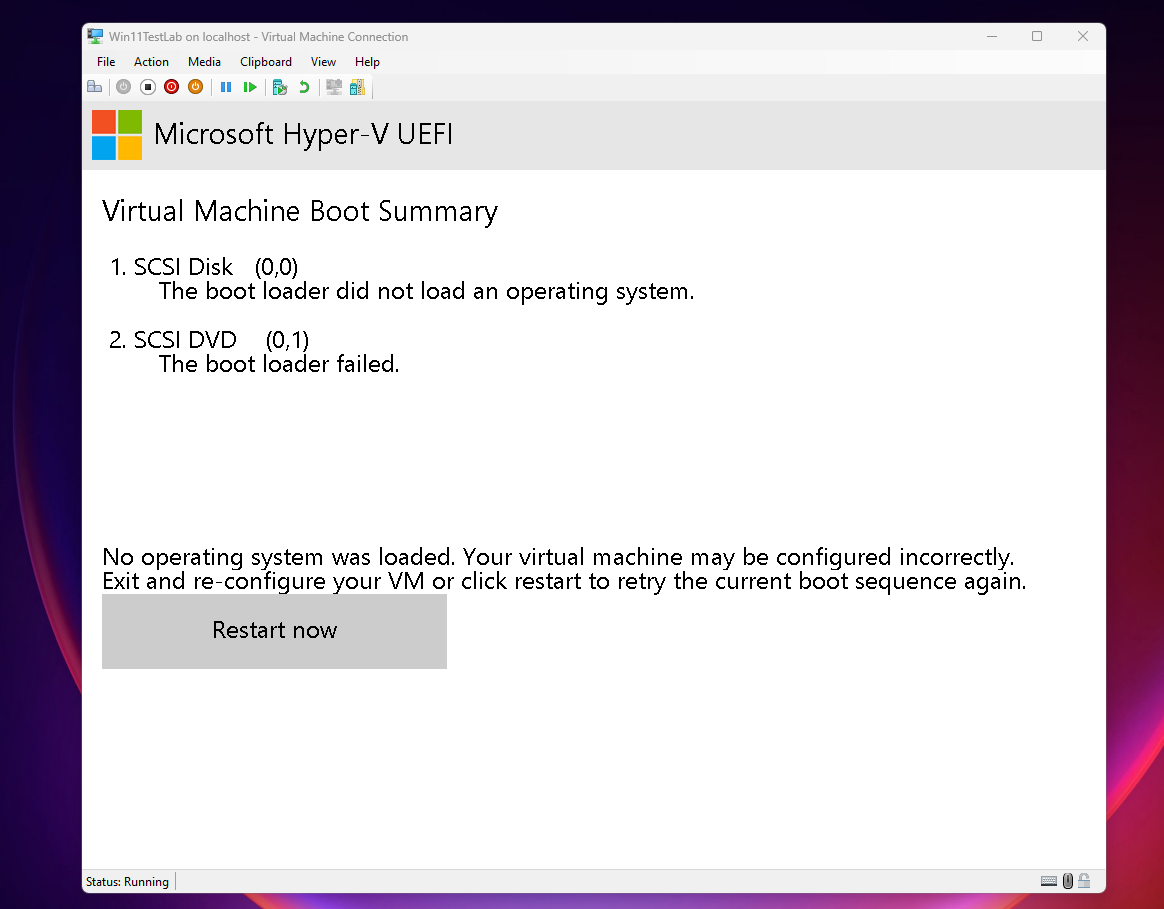 Win11TestLab on localhost - Virtual Machine Connection
File Action Media Clipboard View Help
Microsoft Hyper-V UEFI
Virtual Machine Boot Summary
1. SCSI Disk (0,0)
The boot loader did not load an operating system.
2. SCSI DVD (0,1)
The boot loader failed.
No operating system was loaded. Your virtual machine may be configured incorrectly.
Exit and re-configure your VM or click restart to retry the current boot sequence again.
Restart now
Status: Running